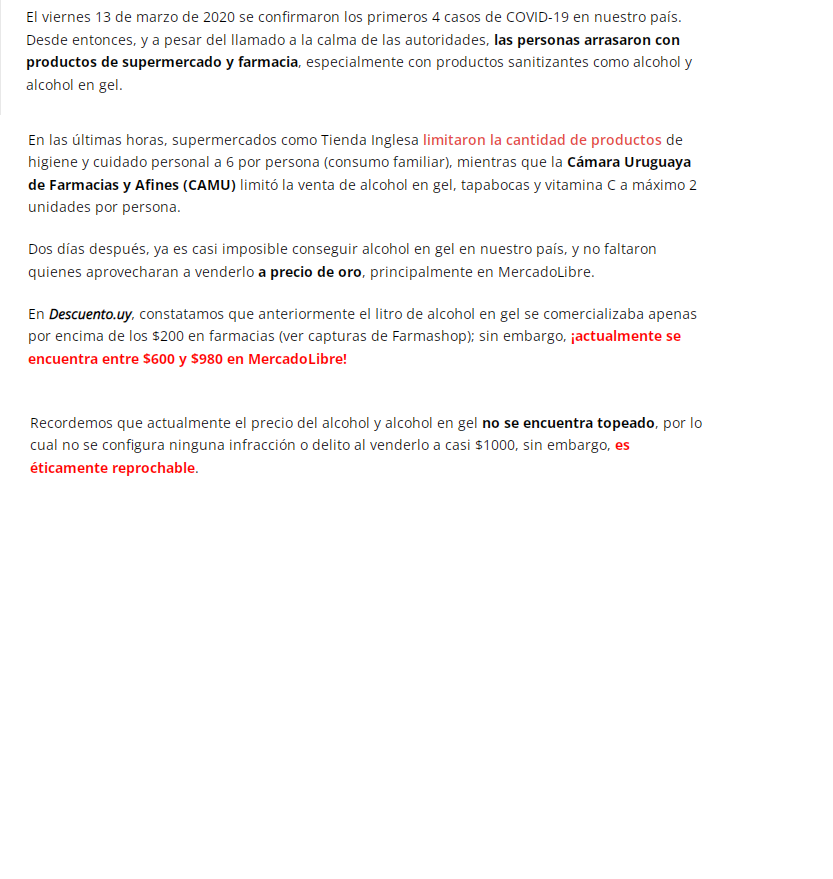 El viernes 13 de marzo de 2020 se confirmaron los primeros 4 casos de COVID-19 en nuestro país.
Desde entonces, y a pesar del llamado a la calma de las autoridades, las personas arrasaron con
productos de supermercado y farmacia, especialmente con productos sanitizantes como alcohol y
alcohol en gel.
En las últimas horas, supermercados como Tienda Inglesa limitaron la cantidad de productos de
higiene y cuidado personal a 6 por persona (consumo familiar), mientras que la Cámara Uruguaya
de Farmacias y Afines (CAMU) limitó la venta de alcohol en gel, tapabocas y vitamina C a máximo 2
unidades por persona.
Dos días después, ya es casi imposible conseguir alcohol en gel en nuestro país, y no faltaron
quienes aprovecharan a venderlo a precio de oro, principalmente en MercadoLibre.
En Descuento.uy, constatamos que anteriormente el litro de alcohol en gel se comercializaba apenas
por encima de los $200 en farmacias (ver capturas de Farmashop); sin embargo, ¡actualmente se
encuentra entre $600 y $980 en MercadoLibre!
Recordemos que actualmente el precio del alcohol y alcohol en gel no se encuentra topeado, por lo
cual no se configura ninguna infracción o delito al venderlo a casi $1000, sin embargo, es
éticamente reprochable.